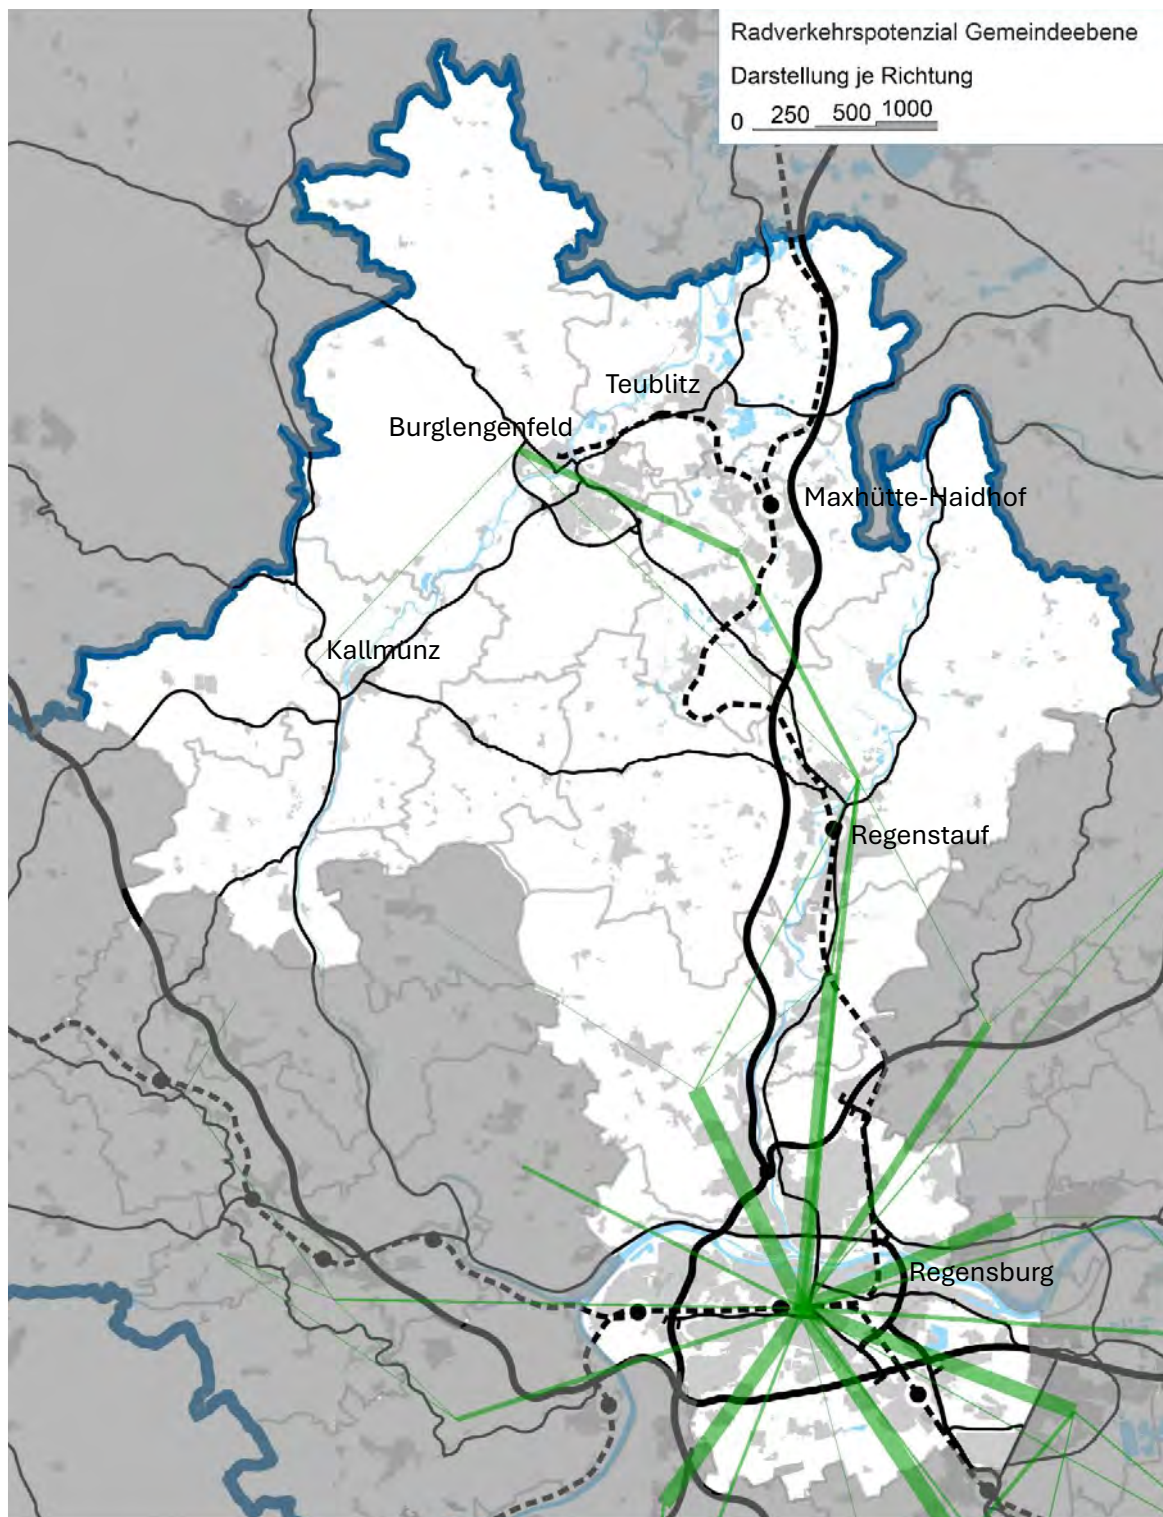 Radverkehrspotenzial Gemeindeebene
Darstellung je Richtung
0 250 500 1000
Teublitz
Burglengenfeld
Maxhütte-Haidhof
Kallmünz
Regenstauf
Regensburg